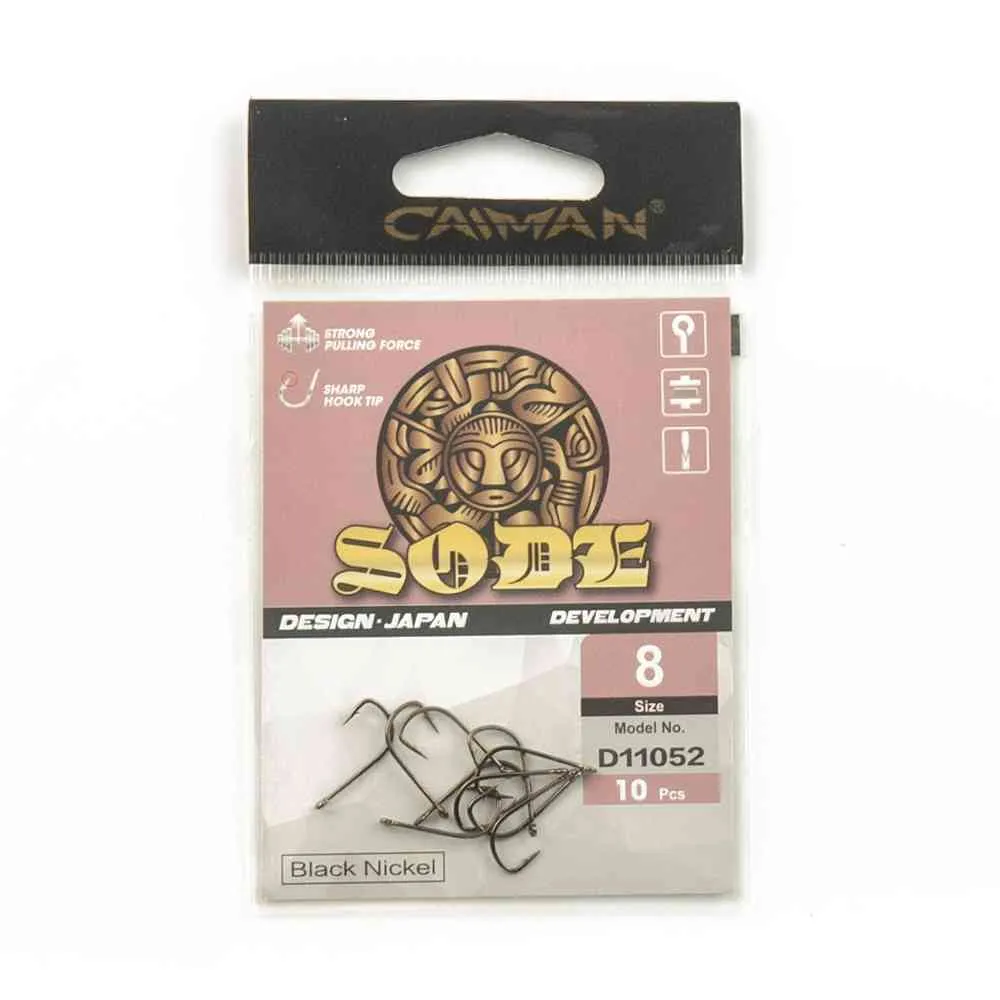 CAIMAN®
STRONG
PULLING FORCE
SHARP
HOOK TIP
SODE
DESIGN·JAPAN DEVELOPMENT
8
Size
Model No.
D11052
10 Pcs
Black Nickel